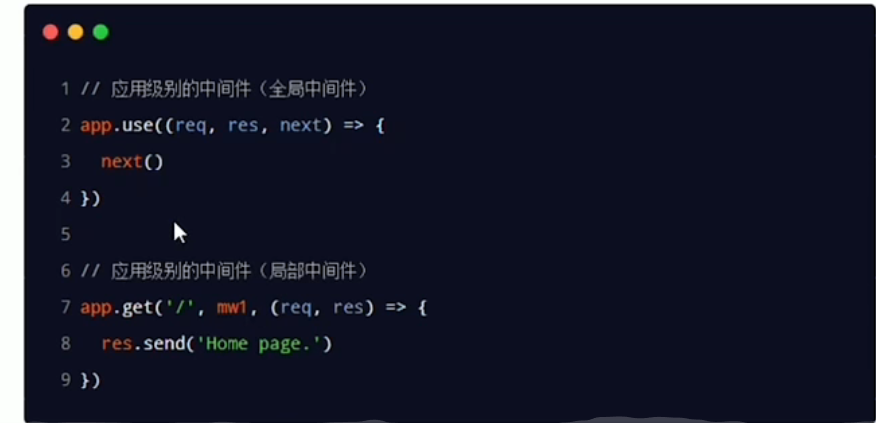 1 // 应用级别的中间件（全局中间件）
2 app.use((req, res, next) => {
3   next()
4 })
5
6 // 应用级别的中间件（局部中间件）
7 app.get('/', mw1, (req, res) => {
8   res.send('Home page.')
9 })